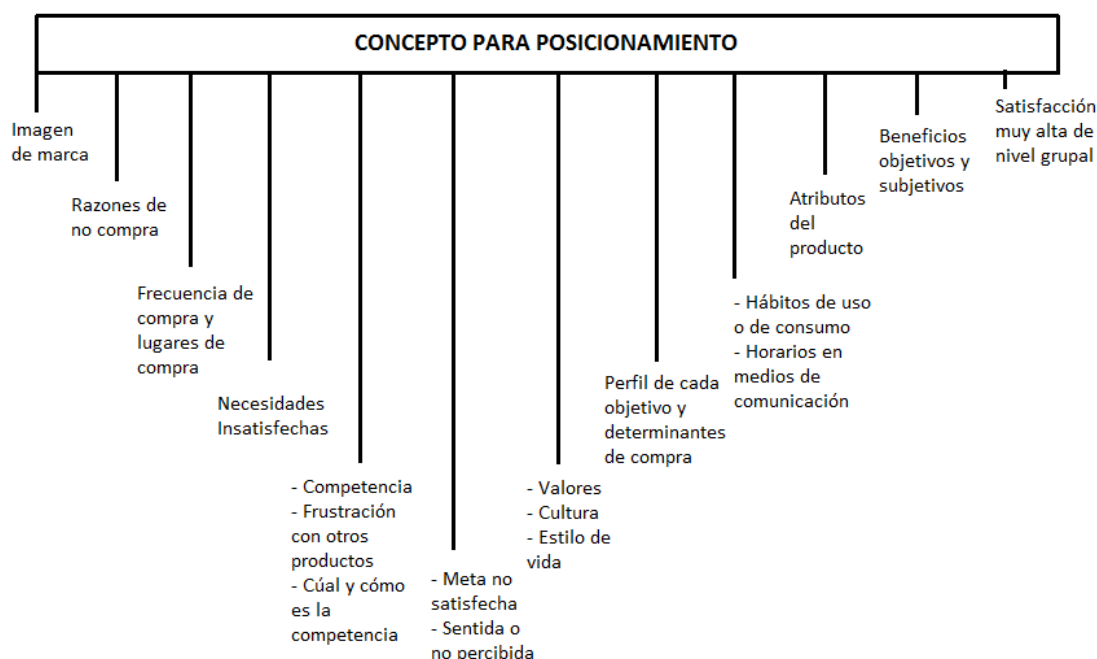 CONCEPTO PARA POSICIONAMIENTO
Imagen
de marca
Razones de
no compra
Frecuencia de
compra y
lugares de
compra
Necesidades
Insatisfechas
- Competencia
- Frustración
con otros
productos
- Cúal y cómo
es la
competencia
- Meta no
satisfecha
- Sentida o
no percibida
- Valores
- Cultura
- Estilo de
vida
Perfil de cada
objetivo y
determinantes
de compra
- Hábitos de uso
o de consumo
- Horarios en
medios de
comunicación
Atributos
del
producto
Beneficios
objetivos y
subjetivos
Satisfacción
muy alta de
nivel grupal